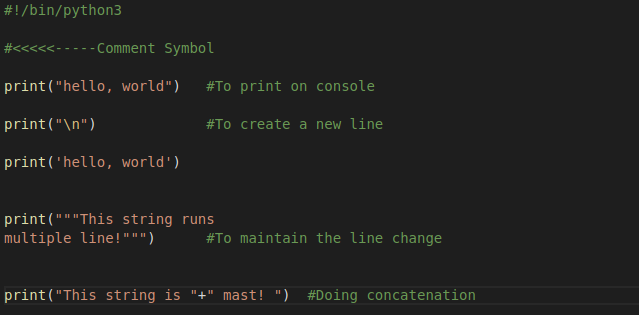 #!/bin/python3
#<<<<<-----Comment Symbol
print("hello, world")   #To print on console
print("\n")             #To create a new line
print('hello, world')
print("""This string runs
multiple line!""")      #To maintain the line change
print("This string is "+" mast! ")  #Doing concatenation